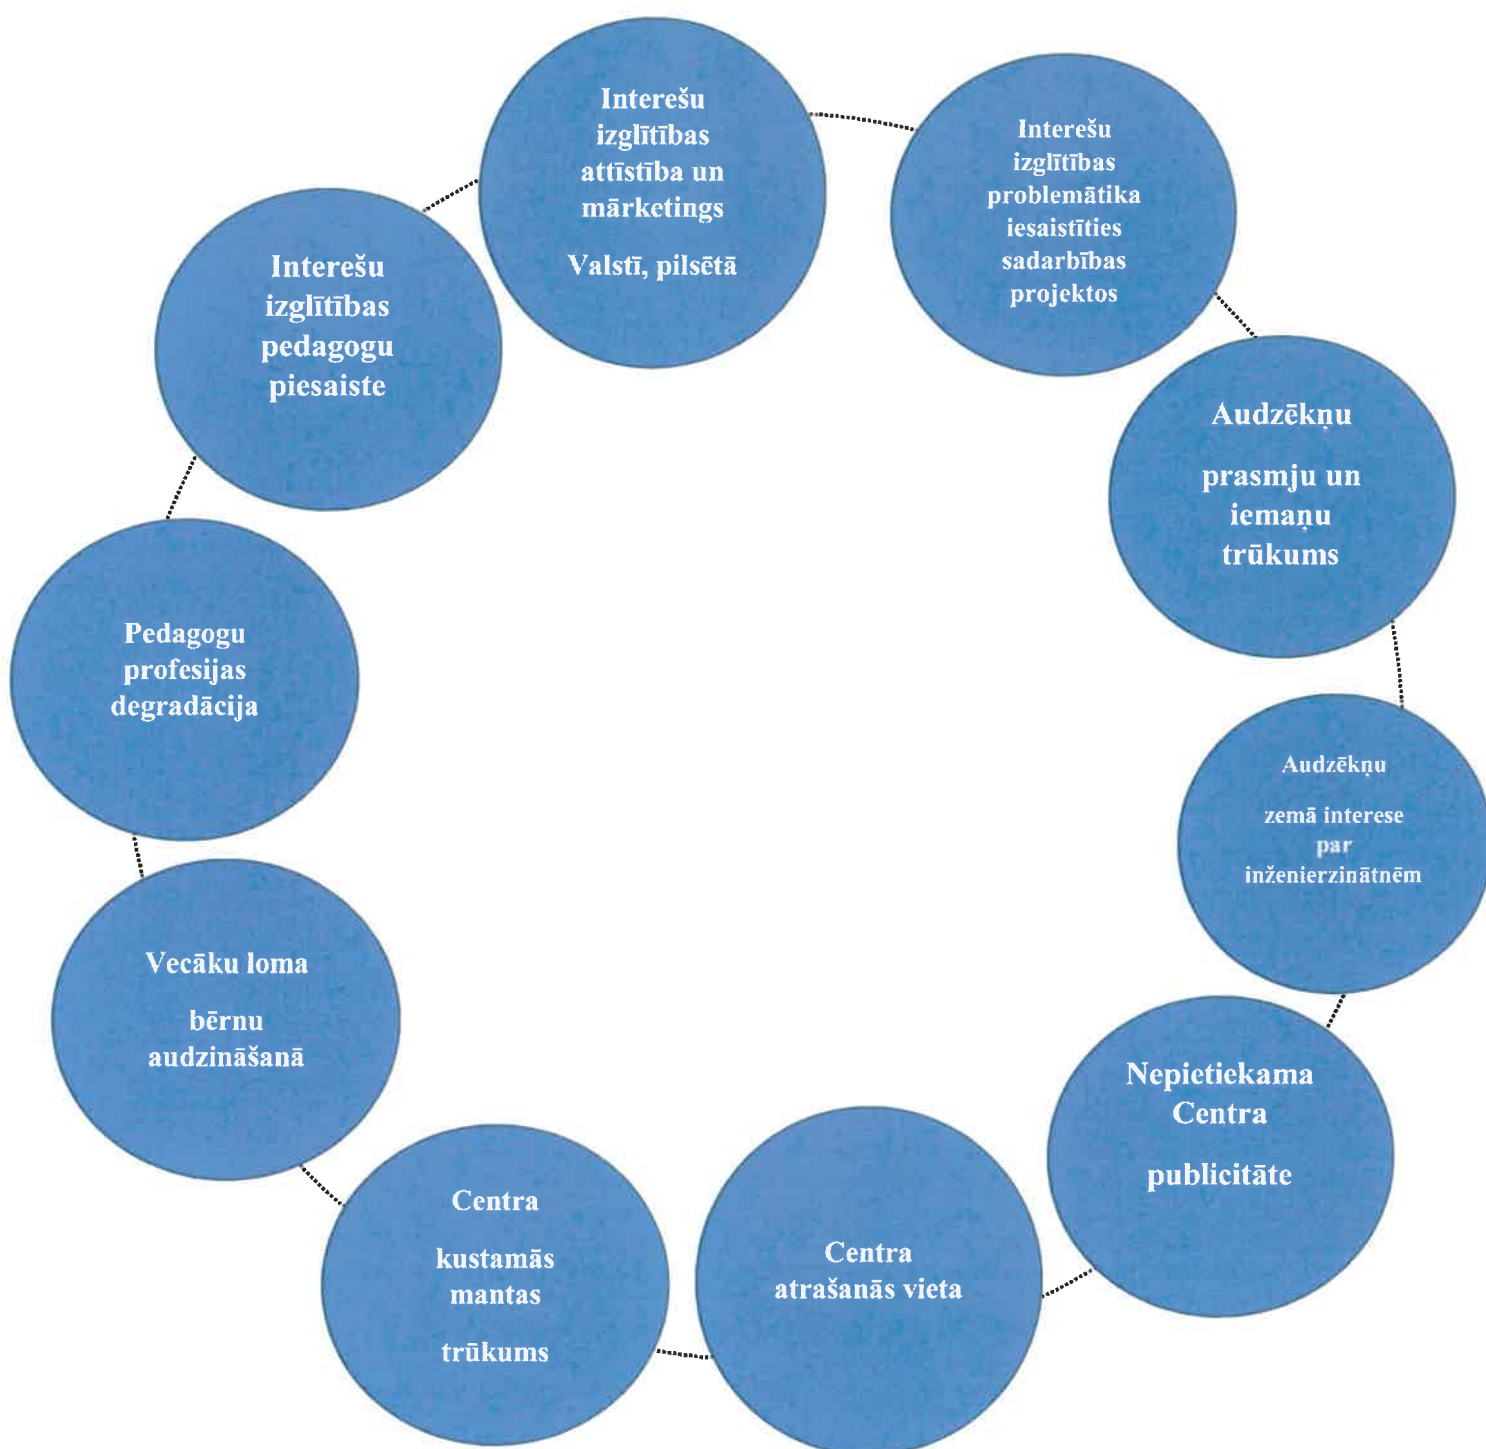 Interešu
izglītības
attīstība un
mārketings
Valstī, pilsētā
Interešu
izglītības
problemātika
iesaistīties
sadarbības
projektos
Audzēkņu
prasmju un
iemaņu
trūkums
Audzēkņu
zemā interese
par
inženierzinātnēm
Nepietiekama
Centra
publicitāte
Centra
atrašanās vieta
Centra
kustamās
mantas
trūkums
Vecāku loma
bērnu
audzināšanā
Pedagogu
profesijas
degradācija
Interešu
izglītības
pedagogu
piesaiste